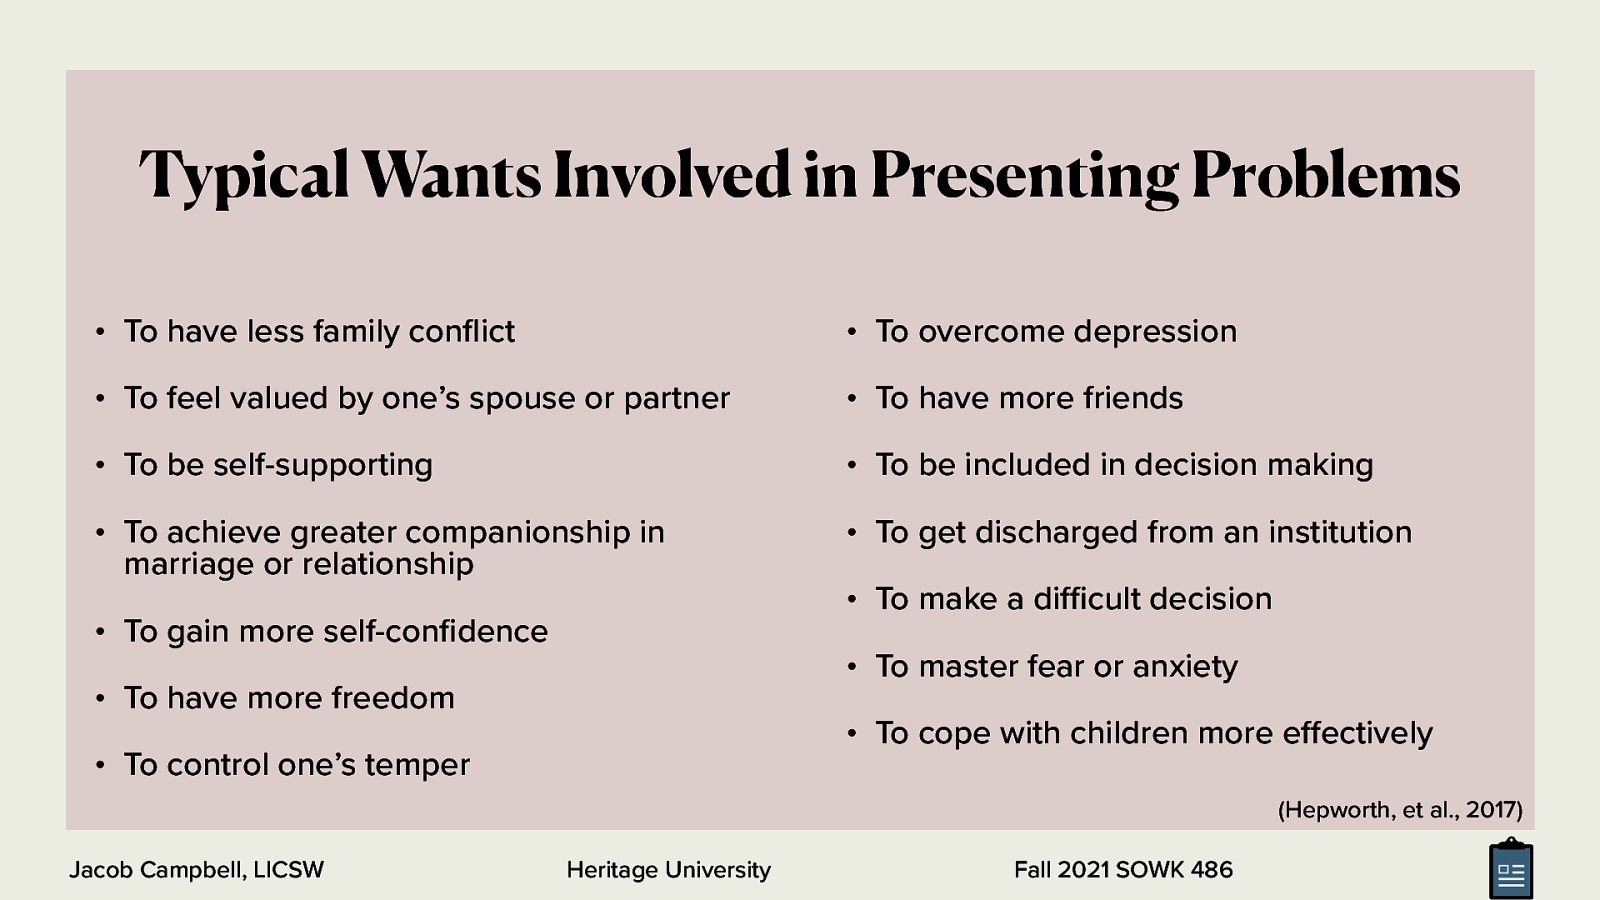 Typical Wants Involved in Presenting Problems
• To have less family conflict
• To feel valued by one’s spouse or partner
• To be self-supporting
• To achieve greater companionship in
marriage or relationship
• To gain more self-confidence
• To have more freedom
• To control one’s temper
• To overcome depression
• To have more friends
• To be included in decision making
• To get discharged from an institution
• To make a difficult decision
• To master fear or anxiety
• To cope with children more effectively
(Hepworth, et al., 2017)
Jacob Campbell, LICSW
Heritage University
Fall 2021 SOWK 486